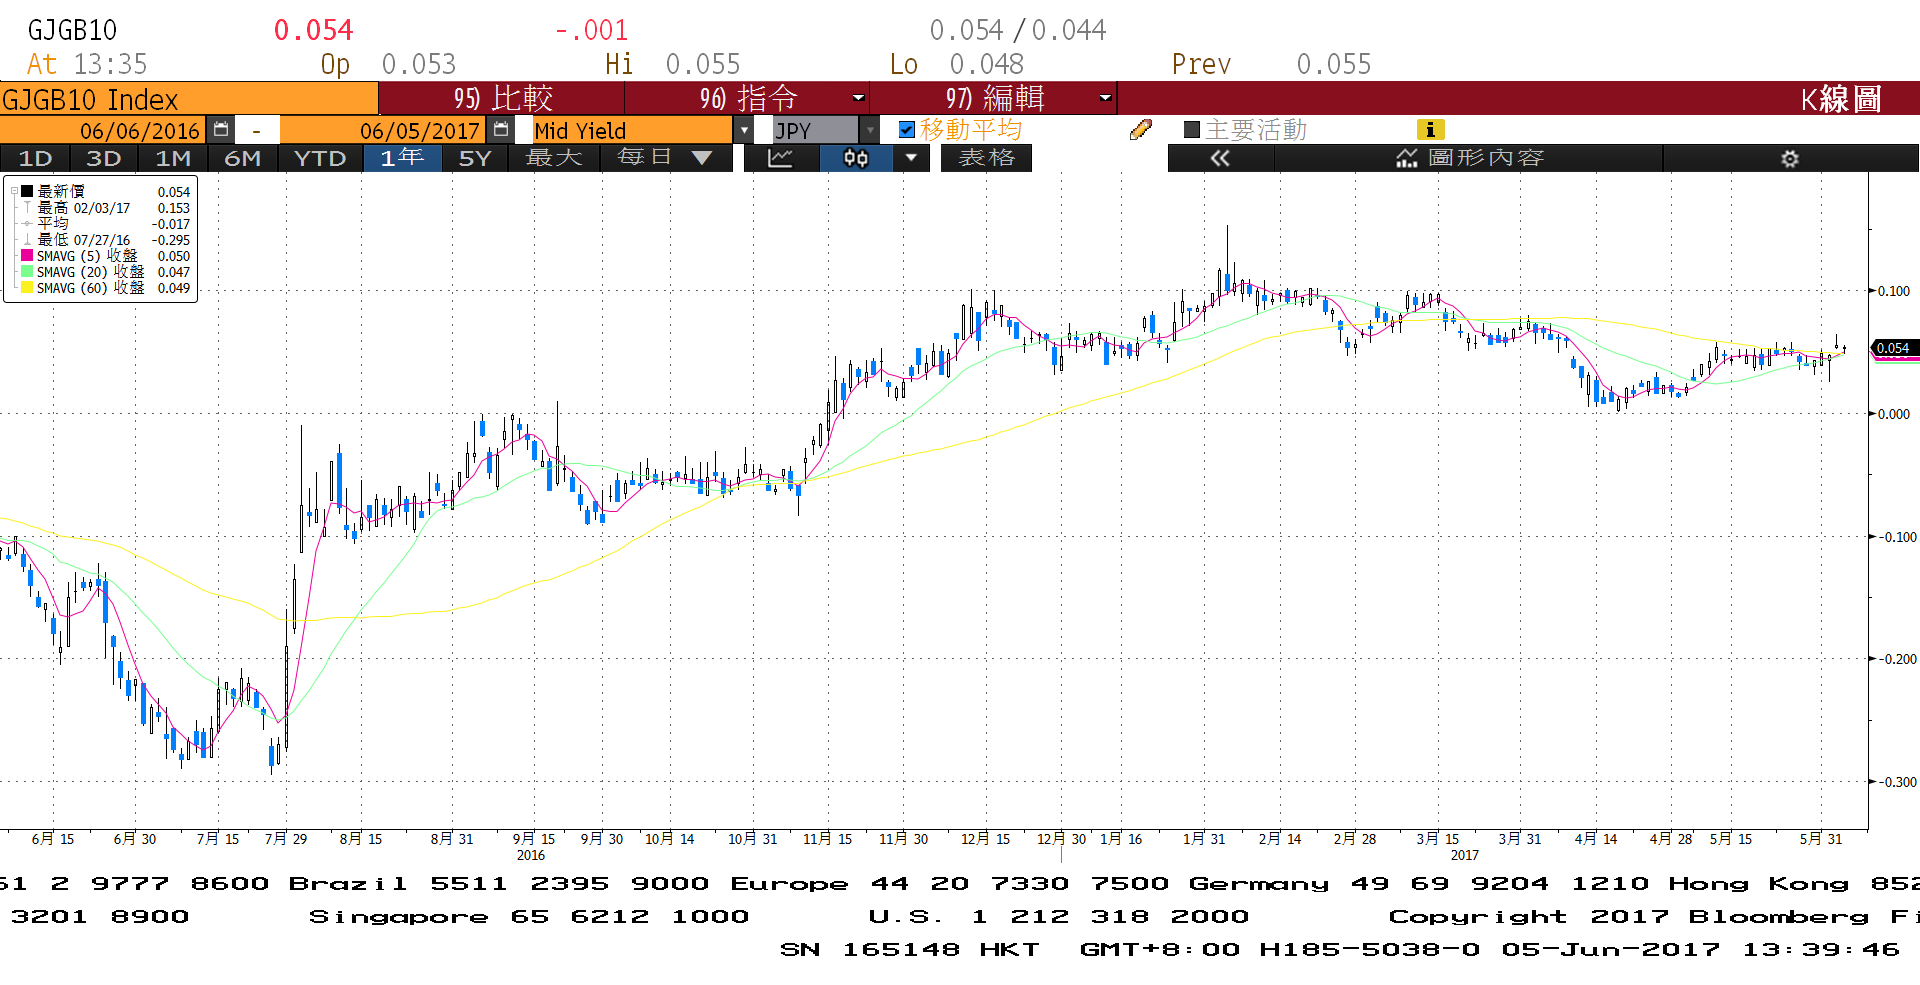 GJGB10 0.054 -.001 0.054 / 0.044
At 13:35 Op 0.053 Hi 0.055 Lo 0.048 Prev 0.055
GJGB10 Index 95) 比較 96) 指令 97) 編輯 K線圖
06/06/2016 - 06/05/2017 Mid Yield JPY 移動平均 主要活動
1D 3D 1M 6M YTD 1年 5Y 最大 每日 表格 圖形內容
最新價 0.054
最高 02/03/17 0.153
平均 -0.017
最低 07/27/16 -0.295
SMAVG (5) 收盤 0.050
SMAVG (20) 收盤 0.047
SMAVG (60) 收盤 0.049
0.100
0.054
0.000
-0.100
-0.200
-0.300
6月 15 6月 30 7月 15 7月 29 8月 15 8月 31 9月 15 9月 30 10月 14 10月 31 11月 15 11月 30 12月 15 12月 30 1月 16 1月 31 2月 14 2月 28 3月 15 3月 31 4月 14 4月 28 5月 15 5月 31
2016 2017
61 2 9777 8600 Brazil 5511 2395 9000 Europe 44 20 7330 7500 Germany 49 69 9204 1210 Hong Kong 852
3201 8900 Singapore 65 6212 1000 U.S. 1 212 318 2000 Copyright 2017 Bloomberg Fi
SN 165148 HKT GMT+8:00 H185-5038-0 05-Jun-2017 13:39:46